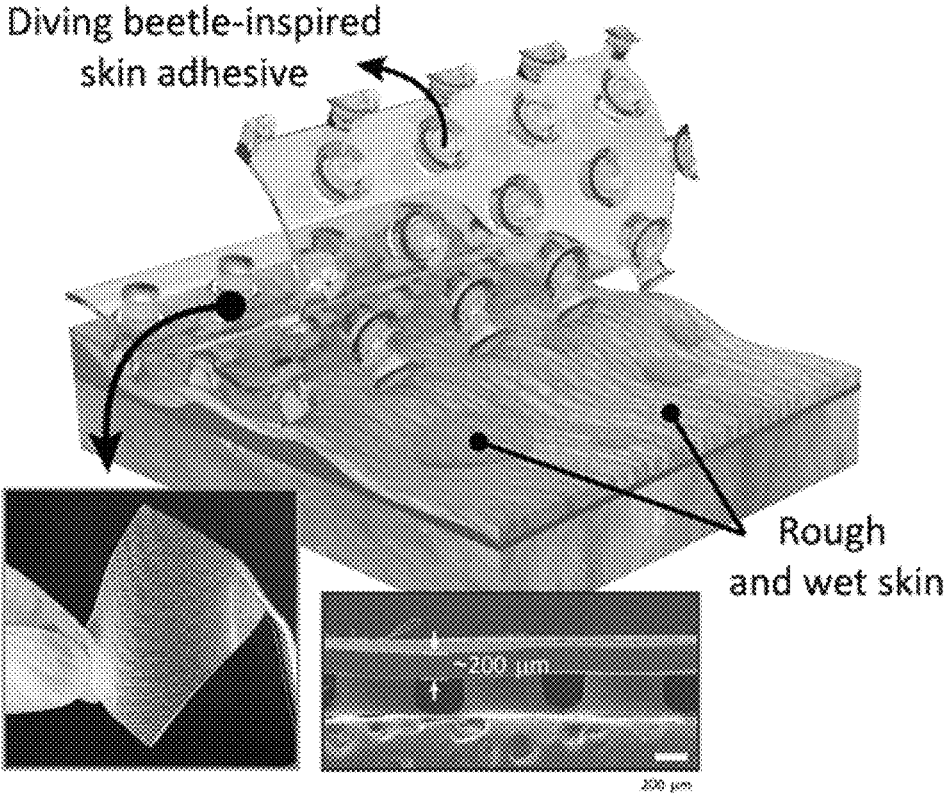 Diving beetle-inspired
skin adhesive
Rough
and wet skin
~200 µm
200 µm